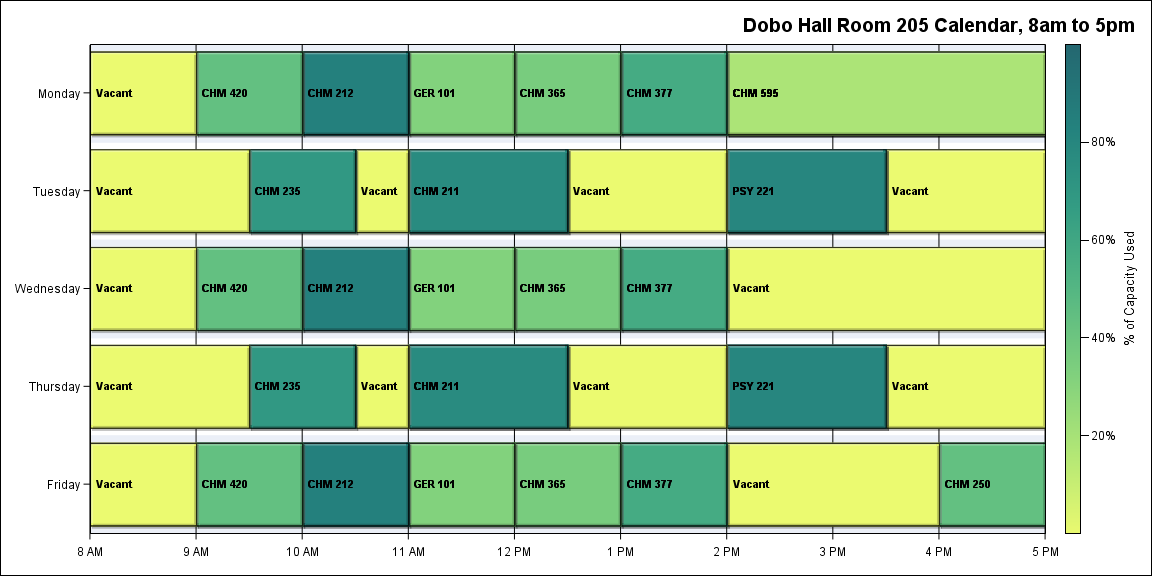 Dobo Hall Room 205 Calendar, 8am to 5pm
Monday
Vacant
CHM 420
CHM 212
GER 101
CHM 365
CHM 377
CHM 595
Tuesday
Vacant
CHM 235
Vacant
CHM 211
Vacant
PSY 221
Vacant
Wednesday
Vacant
CHM 420
CHM 212
GER 101
CHM 365
CHM 377
Vacant
Thursday
Vacant
CHM 235
Vacant
CHM 211
Vacant
PSY 221
Vacant
Friday
Vacant
CHM 420
CHM 212
GER 101
CHM 365
CHM 377
Vacant
CHM 250
8 AM
9 AM
10 AM
11 AM
12 PM
1 PM
2 PM
3 PM
4 PM
5 PM
80%
60%
40%
20%
% of Capacity Used